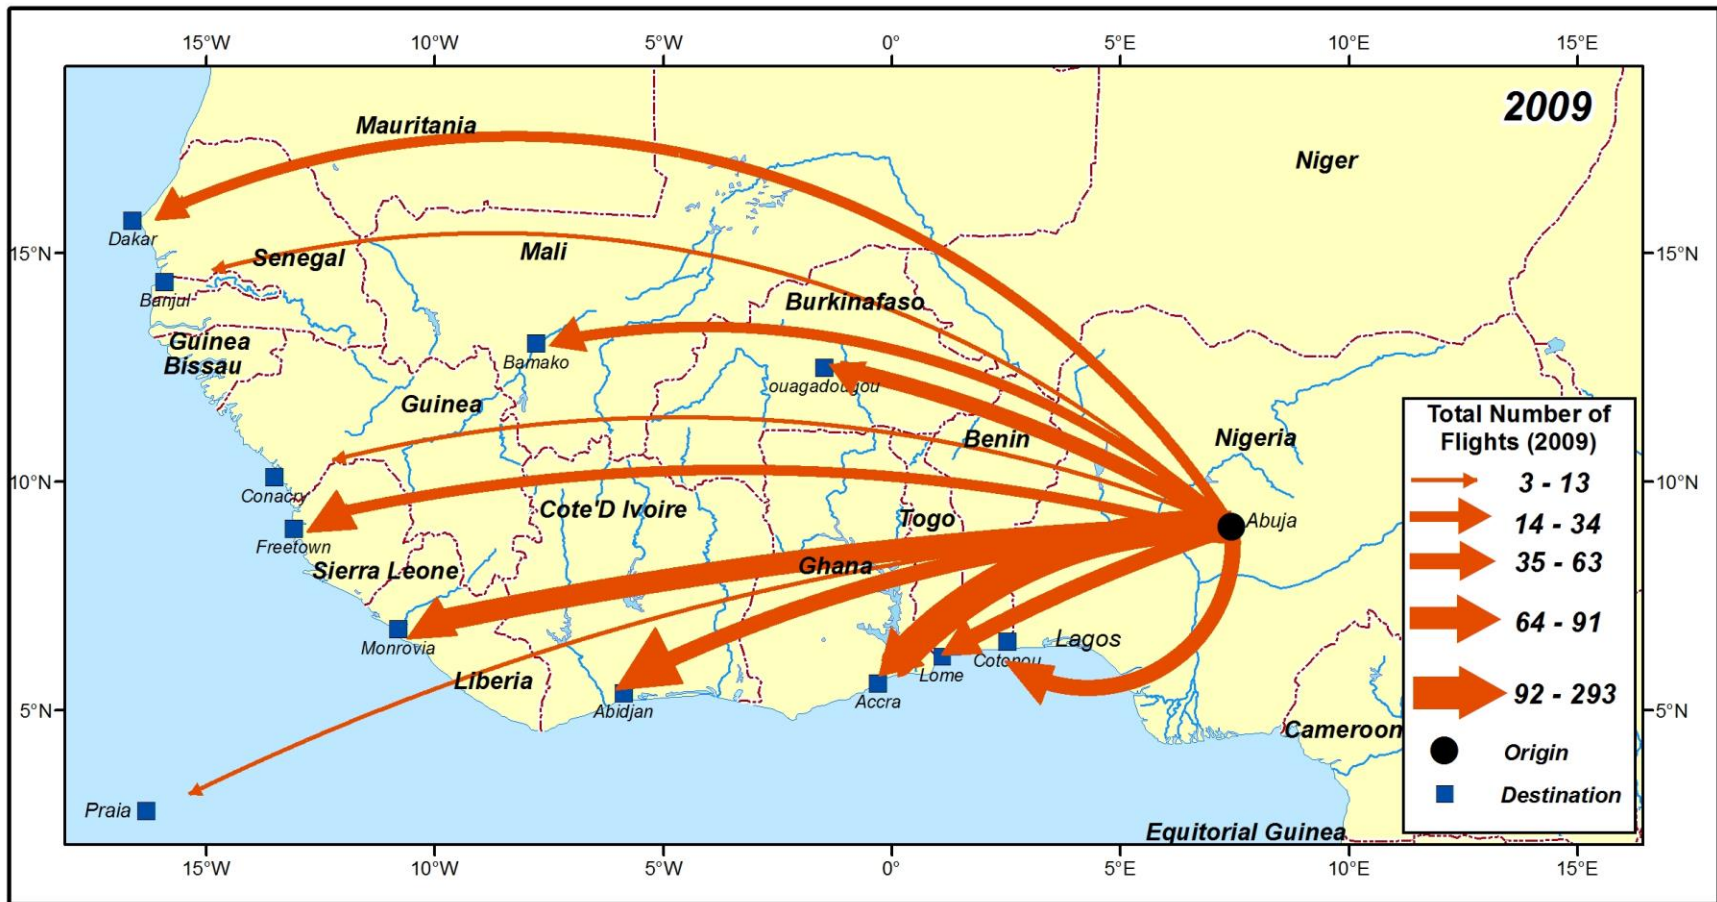 15°W 10°W 5°W 0° 5°E 10°E 15°E
2009
Mauritania
Niger
Dakar
15°N
Senegal
Mali
15°N
Banjul
Burkinafaso
Guinea
Bissau
Bamako
ouagadougou
Guinea
Benin
Nigeria
10°N
Conacry
10°N
Cote'D Ivoire
Togo
Abuja
Freetown
Sierra Leone
Ghana
Monrovia
Lagos
Cotonou
Liberia
Lome
Abidjan
Accra
5°N
5°N
Cameroon
Praia
Equitorial Guinea
Total Number of
Flights (2009)
3 - 13
14 - 34
35 - 63
64 - 91
92 - 293
Origin
Destination
15°W 10°W 5°W 0° 5°E 10°E 15°E